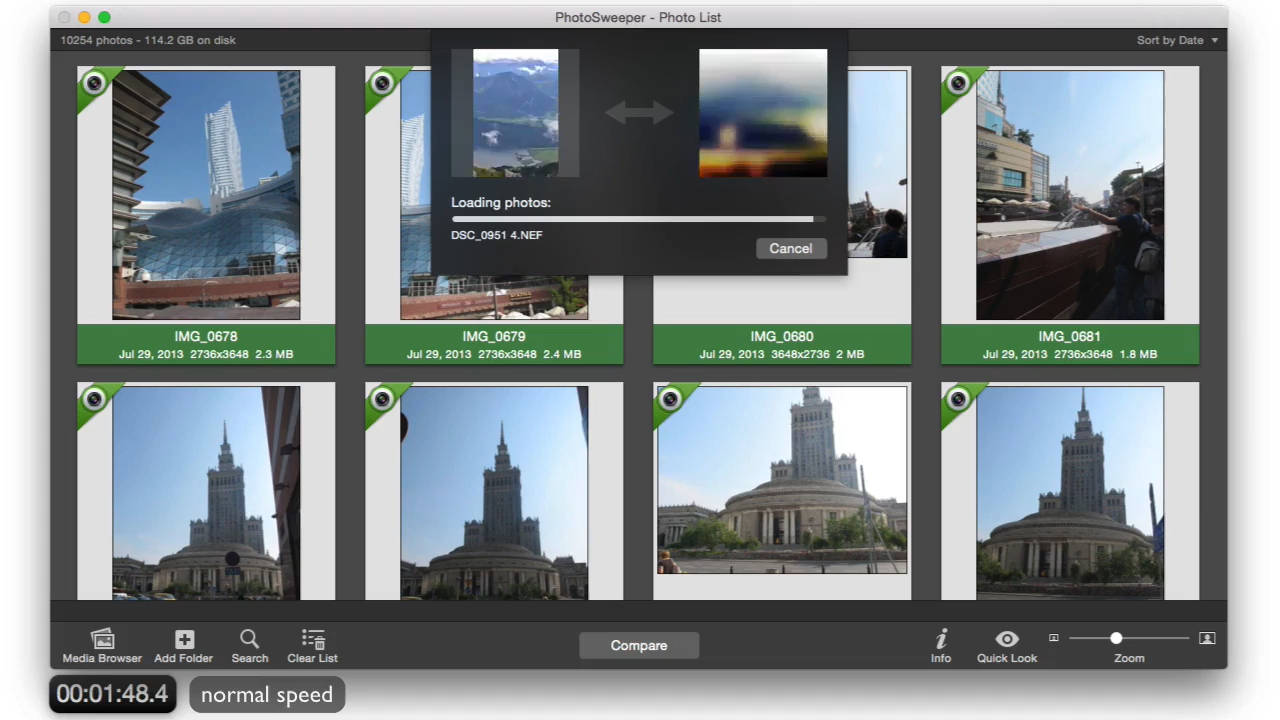 PhotoSweeper - Photo List
10254 photos - 114.2 GB on disk
Sort by Date
Loading photos:
DSC_0951 4.NEF
Cancel
IMG_0678
Jul 29, 2013 2736x3648 2.3 MB
IMG_0679
Jul 29, 2013 2736x3648 2.4 MB
IMG_0680
Jul 29, 2013 3648x2736 2 MB
IMG_0681
Jul 29, 2013 2736x3648 1.8 MB
Media Browser
Add Folder
Search
Clear List
Compare
Info
Quick Look
Zoom
00:01:48.4
normal speed